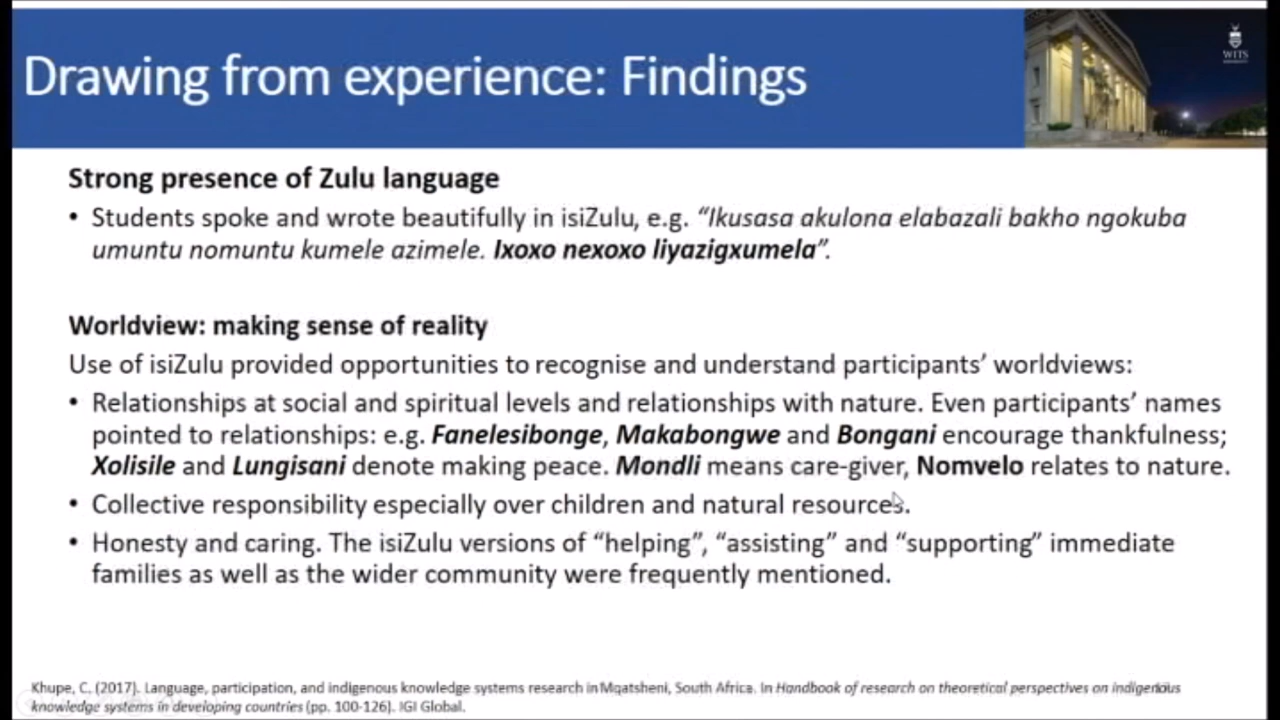 Drawing from experience: Findings
WITS
UNIVERSITY
Strong presence of Zulu language
• Students spoke and wrote beautifully in isiZulu, e.g. “Ikusasa akulona elabazali bakho ngokuba
umuntu nomuntu kumele azimele. Ixoxo nexoxo liyazigxumela”.
Worldview: making sense of reality
Use of isiZulu provided opportunities to recognise and understand participants’ worldviews:
• Relationships at social and spiritual levels and relationships with nature. Even participants’ names
pointed to relationships: e.g. Fanelesibonge, Makabongwe and Bongani encourage thankfulness;
Xolisile and Lungisani denote making peace. Mondli means care-giver, Nomvelo relates to nature.
• Collective responsibility especially over children and natural resources.
• Honesty and caring. The isiZulu versions of “helping”, “assisting” and “supporting” immediate
families as well as the wider community were frequently mentioned.
Khupe, C. (2017). Language, participation, and indigenous knowledge systems research in Mqatsheni, South Africa. In Handbook of research on theoretical perspectives on indigenous
knowledge systems in developing countries (pp. 100-126). IGI Global.